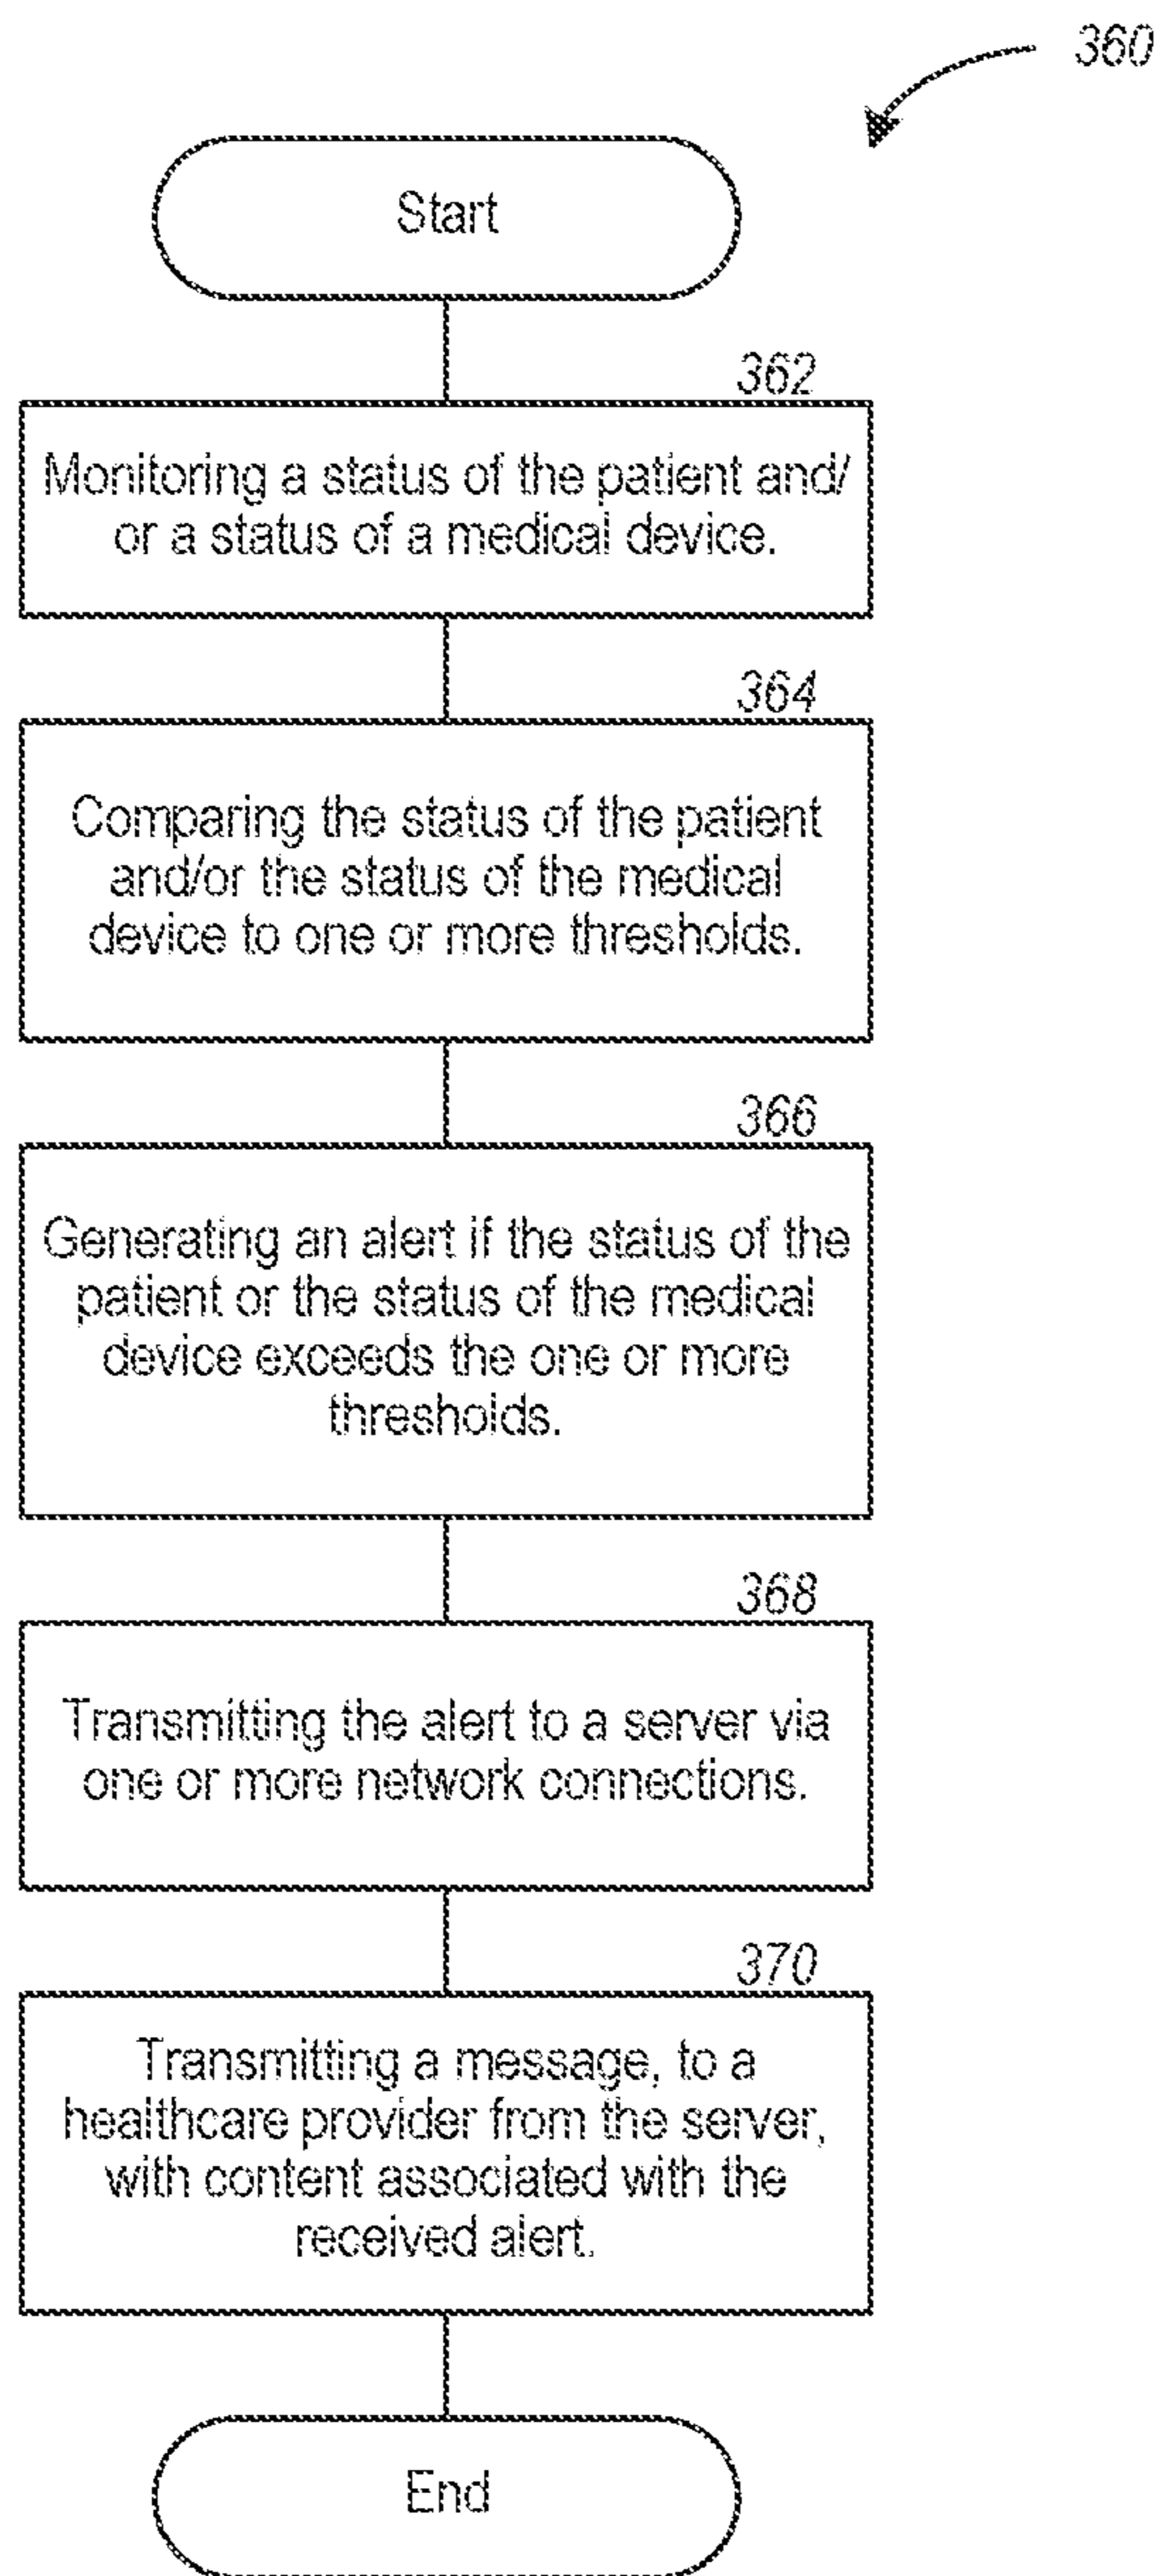 360
Start
362
Monitoring a status of the patient and/
or a status of a medical device.
364
Comparing the status of the patient
and/or the status of the medical
device to one or more thresholds.
366
Generating an alert if the status of the
patient or the status of the medical
device exceeds the one or more
thresholds.
368
Transmitting the alert to a server via
one or more network connections.
370
Transmitting a message, to a
healthcare provider from the server,
with content associated with the
received alert.
End